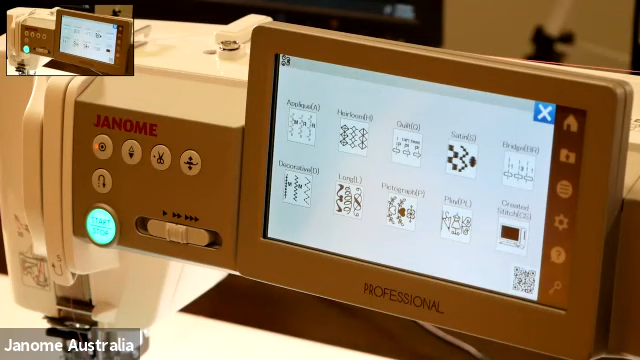 JANOME
START
STOP
Applique(A)
Heirloom(H)
Quilt(Q)
Satin(S)
Bridge(BR)
Decorative(D)
Long(L)
Pictograph(P)
Play(PL)
Created
Stitch(CS)
PROFESSIONAL
Janome Australia